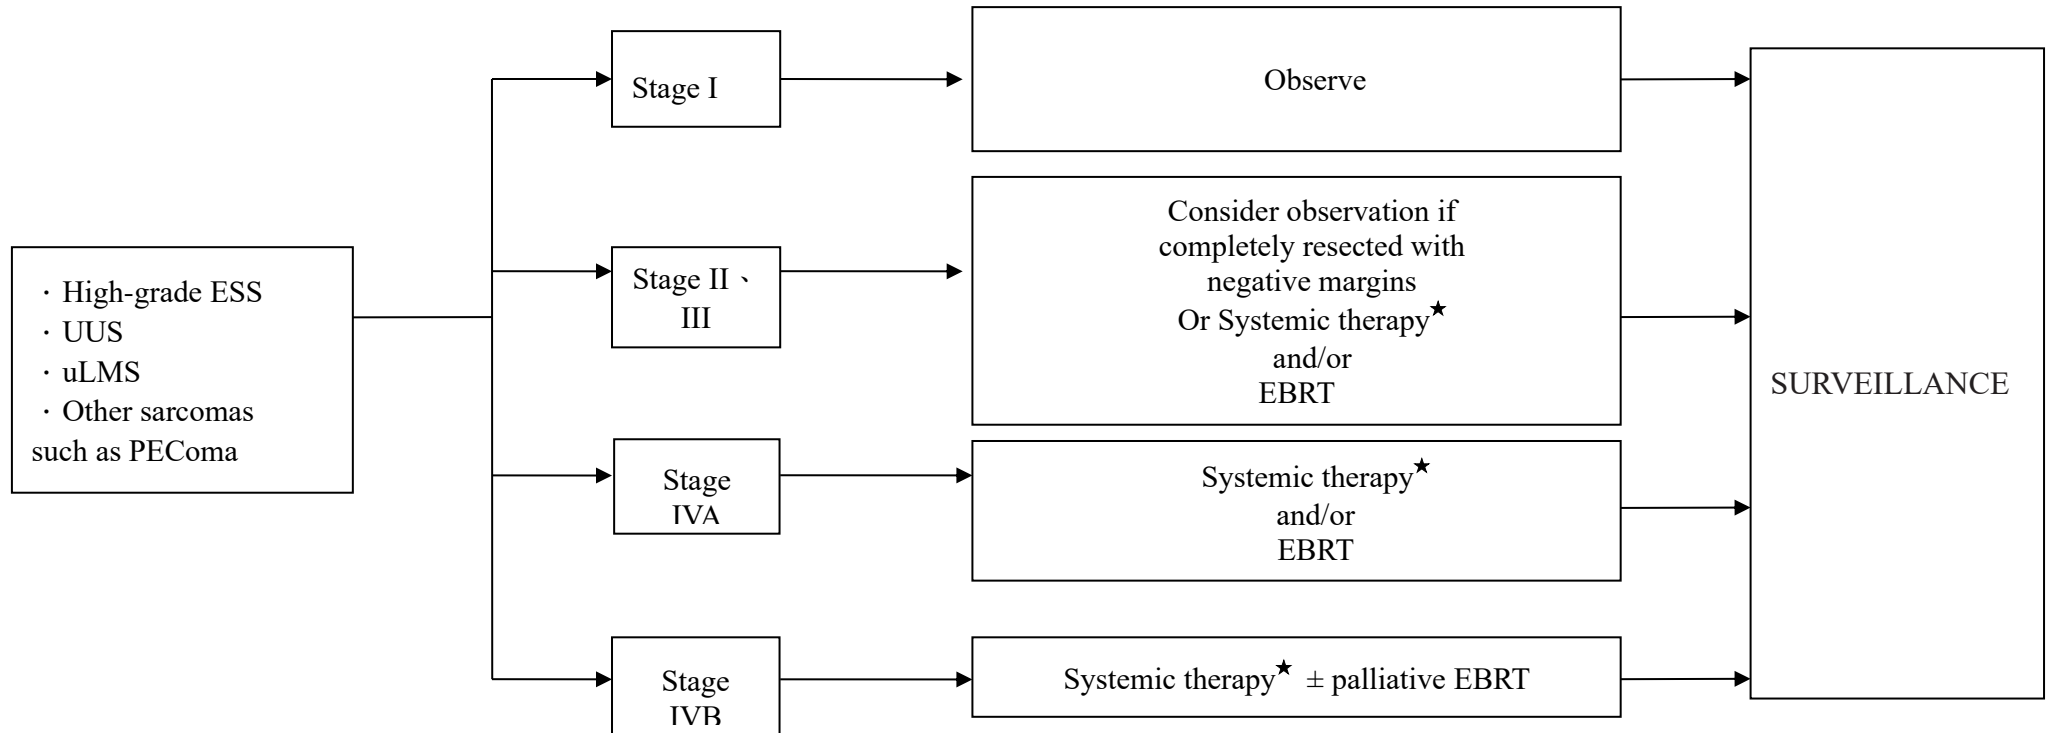 · High-grade ESS
· UUS
· uLMS
· Other sarcomas
such as PEComa
Stage I
Observe
Stage II、
III
Consider observation if
completely resected with
negative margins
Or Systemic therapy★
and/or
EBRT
Stage
IVA
Systemic therapy★
and/or
EBRT
Stage
IVB
Systemic therapy★ ± palliative EBRT
SURVEILLANCE